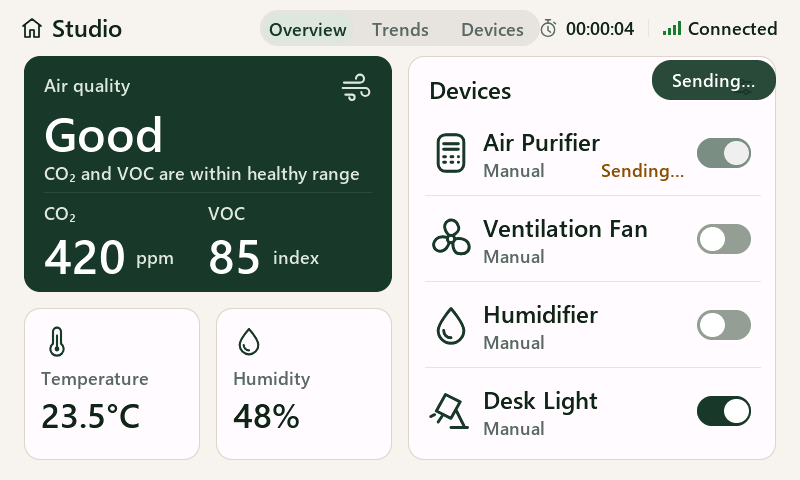 Studio
Overview Trends Devices
00:00:04
Connected
Air quality
Good
CO₂ and VOC are within healthy range
CO₂
420 ppm
VOC
85 index
Temperature
23.5°C
Humidity
48%
Devices
Sending...
Air Purifier
Manual
Sending...
Ventilation Fan
Manual
Humidifier
Manual
Desk Light
Manual